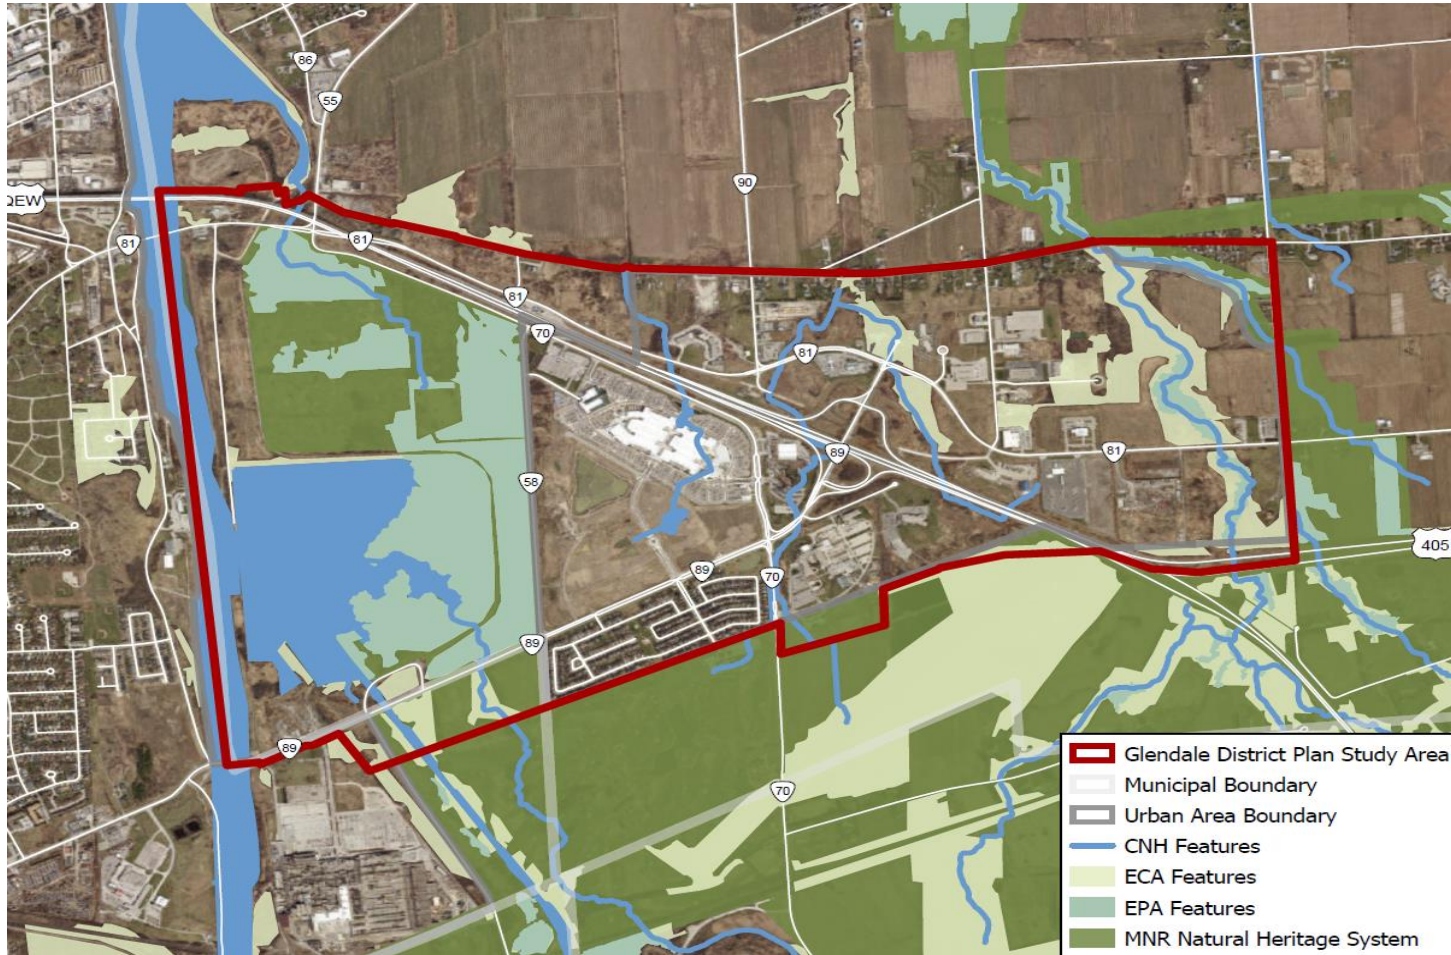 86
55
90
QEW
81
81
81
70
81
89
81
58
405
89
70
89
89
70
Glendale District Plan Study Area
Municipal Boundary
Urban Area Boundary
CNH Features
ECA Features
EPA Features
MNR Natural Heritage System